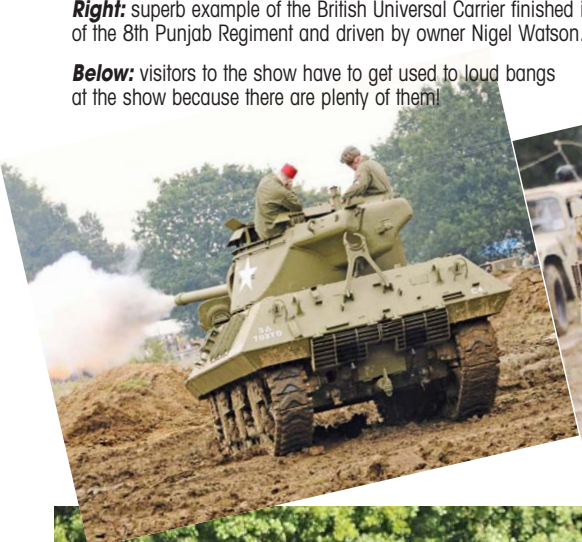 Right: superb example of the British Universal Carrier finished i
of the 8th Punjab Regiment and driven by owner Nigel Watson.
Below: visitors to the show have to get used to loud bangs
at the show because there are plenty of them!